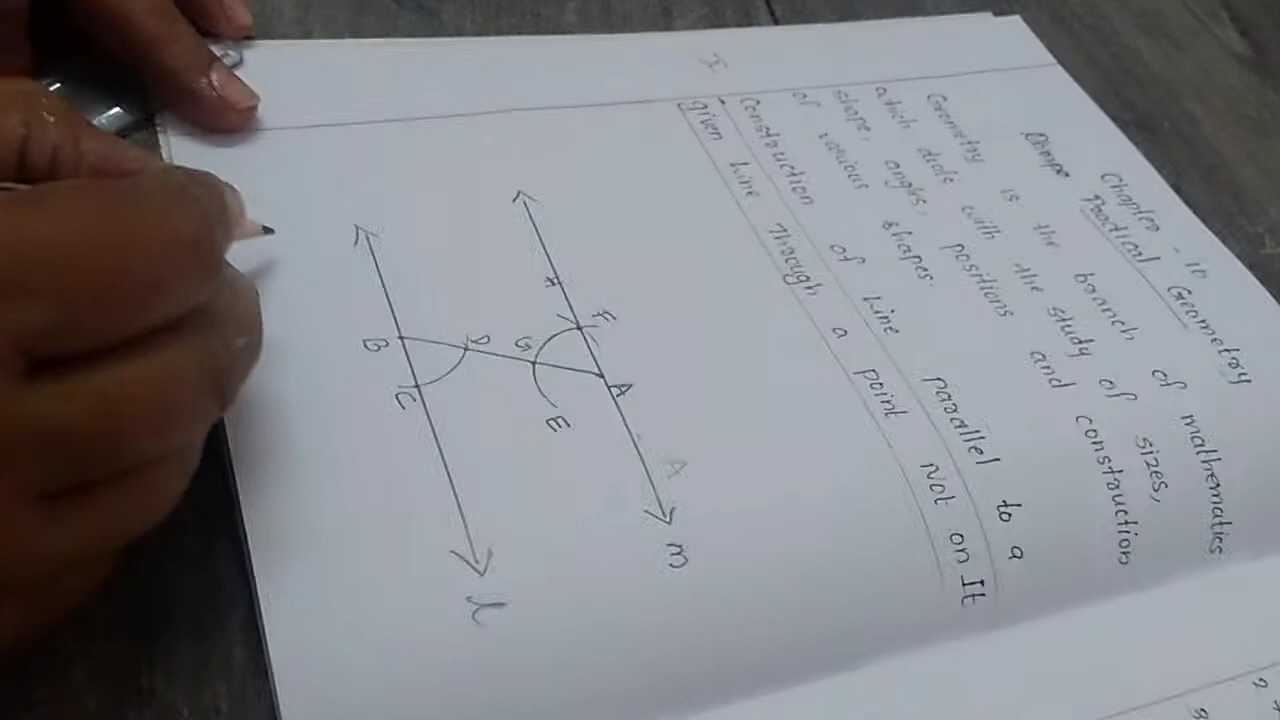 Chapter - 10
Practical Geometry
Geometry is the branch of mathematics
which deals with the study of sizes,
shape, angles, positions and construction
of various shapes.
I Construction of Line parallel to a
given Line Through a point Not on It
H
F
A
G
E
D
B
C
A
m
l